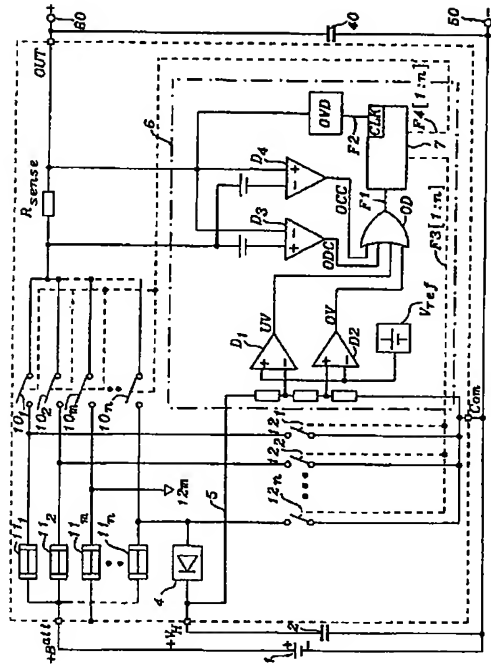 +
60
OUT
40
50
-
R sense
6
OVD
F2
CLK
F4[1:n]
7
D4
D3
OCC
ODC
F1
OD
F3[1:n]
10₁
10₂
10m
10n
D1
UV
OV
D2
Vref
12₁
12₂
12n
Com
11₁
11₂
11m
11n
12m
5
4
+Batt
+VH
2
1
+
-